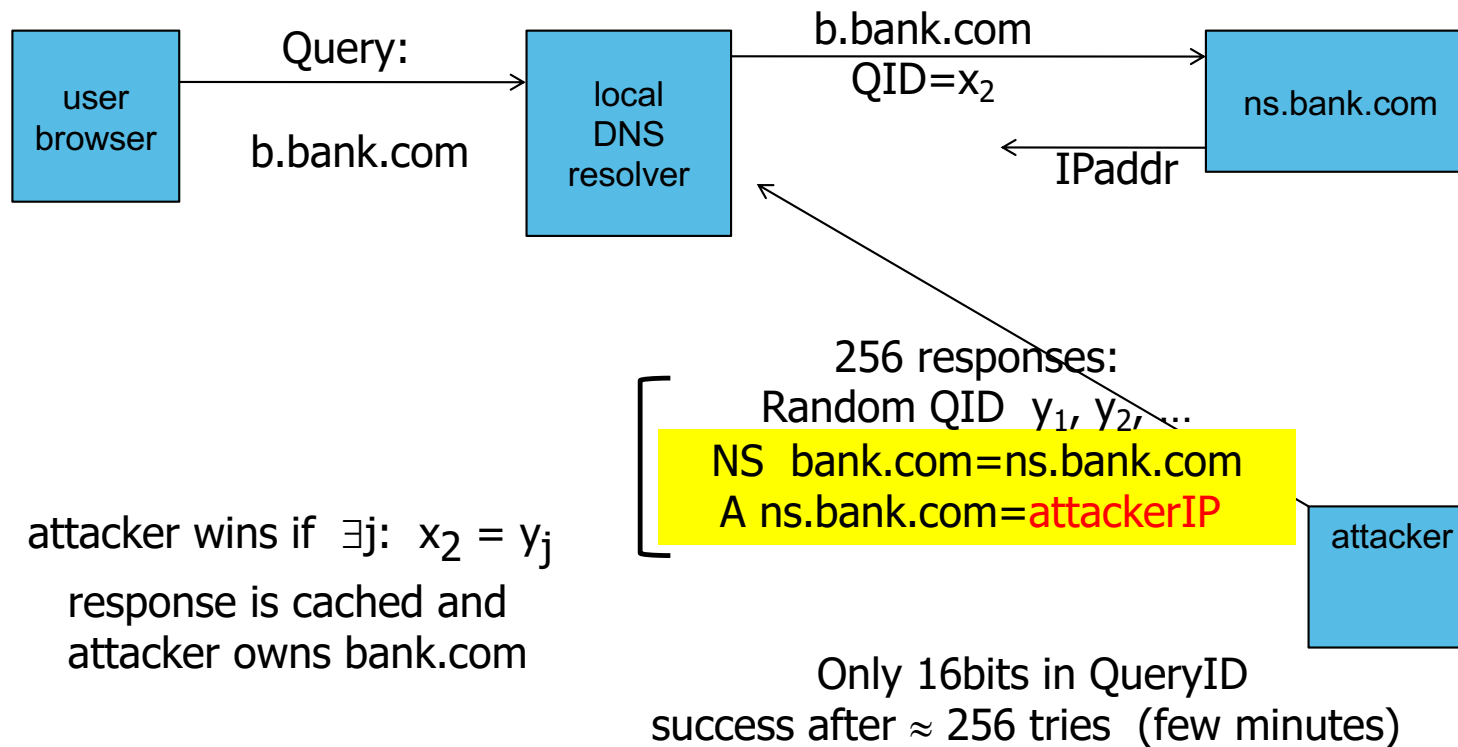 user
browser
Query:
b.bank.com
local
DNS
resolver
b.bank.com
QID=x₂
IPaddr
ns.bank.com
256 responses:
Random QID y₁, y₂, …
NS bank.com=ns.bank.com
A ns.bank.com=attackerIP
attacker
attacker wins if ∃j: x₂ = yⱼ
response is cached and
attacker owns bank.com
Only 16bits in QueryID
success after ≈ 256 tries (few minutes)